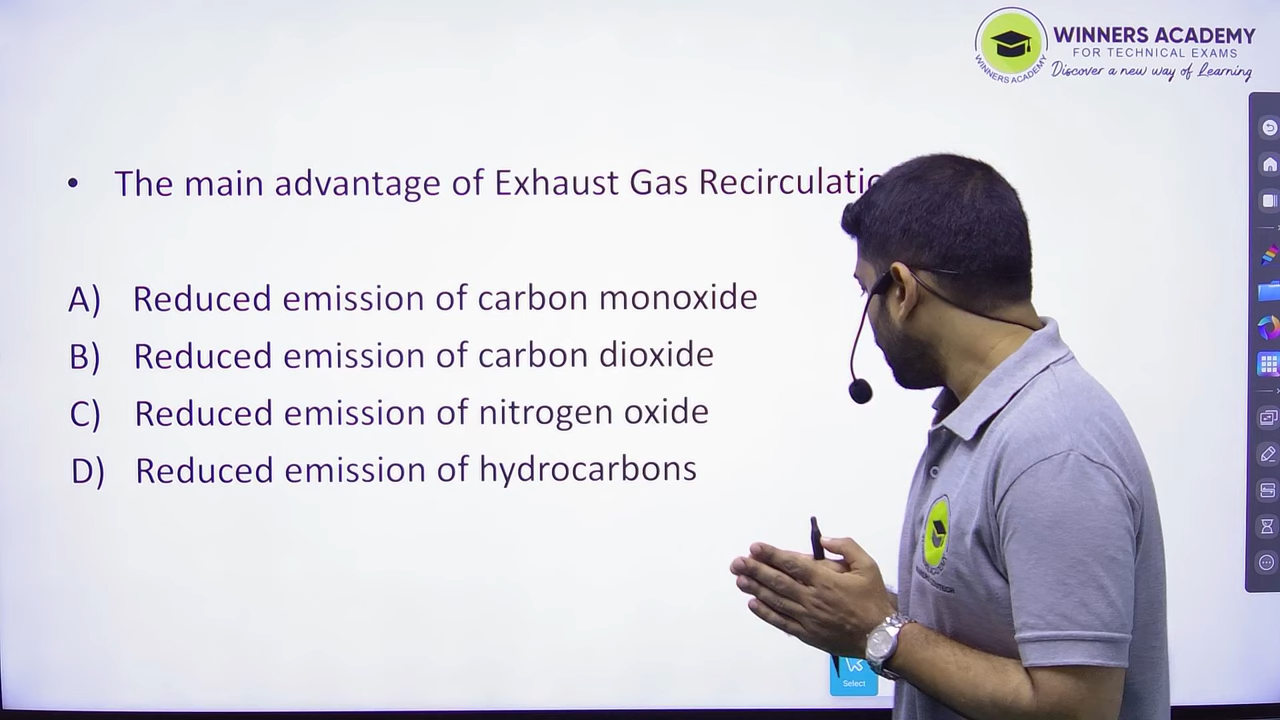 WINNERS ACADEMY
FOR TECHNICAL EXAMS
Discover a new way of Learning
WINNERS ACADEMY
• The main advantage of Exhaust Gas
A) Reduced emission of carbon monoxide
B) Reduced emission of carbon dioxide
C) Reduced emission of nitrogen oxide
D) Reduced emission of hydrocarbons
Select